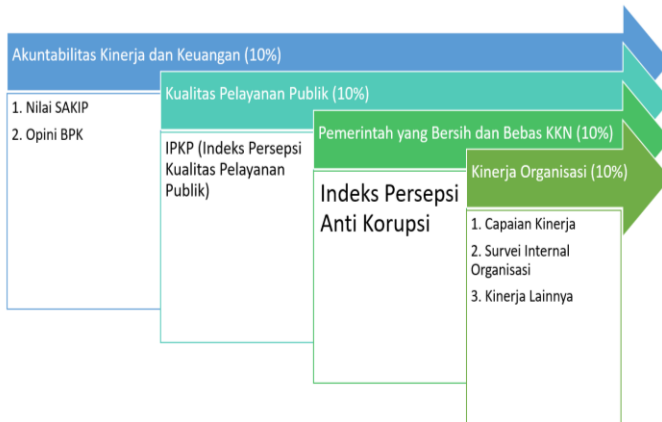 Akuntabilitas Kinerja dan Keuangan (10%)
1. Nilai SAKIP
2. Opini BPK
Kualitas Pelayanan Publik (10%)
IPKP (Indeks Persepsi
Kualitas Pelayanan
Publik)
Pemerintah yang Bersih dan Bebas KKN (10%)
Indeks Persepsi
Anti Korupsi
Kinerja Organisasi (10%)
1. Capaian Kinerja
2. Survei Internal
Organisasi
3. Kinerja Lainnya